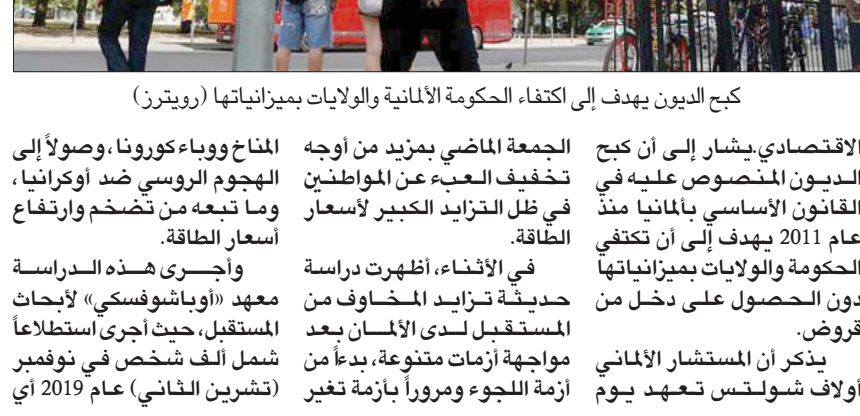 كبح الديون يهدف إلى اكتفاء الحكومة الألمانية والولايات بميزانياتها (رويترز)
الاقتصادي.يشار إلى أن كبح
الديون المنصوص عليه في
القانون الأساسي بألمانيا منذ
عام 2011 يهدف إلى أن تكتفي
الحكومة والولايات بميزانياتها
دون الحصول على دخل من
قروض.
يذكر أن المستشار الألماني
أولاف شولتس تعهد يوم
الجمعة الماضي بمزيد من أوجه
تخفيف العبء عن المواطنين
في ظل التزايد الكبير لأسعار
الطاقة.
في الأثناء، أظهرت دراسة
حديثة تزايد المخاوف من
المستقبل لدى الألمان بعد
مواجهة أزمات متنوعة، بدءاً من
أزمة اللجوء ومروراً بأزمة تغير
المناخ ووباء كورونا، وصولاً إلى
الهجوم الروسي ضد أوكرانيا،
وما تبعه من تضخم وارتفاع
أسعار الطاقة.
وأجرى هذه الدراسة
معهد «أوباشوفسكي» لأبحاث
المستقبل، حيث أجرى استطلاعاً
شمل ألف شخص في نوفمبر
(تشرين الثاني) عام 2019 أي